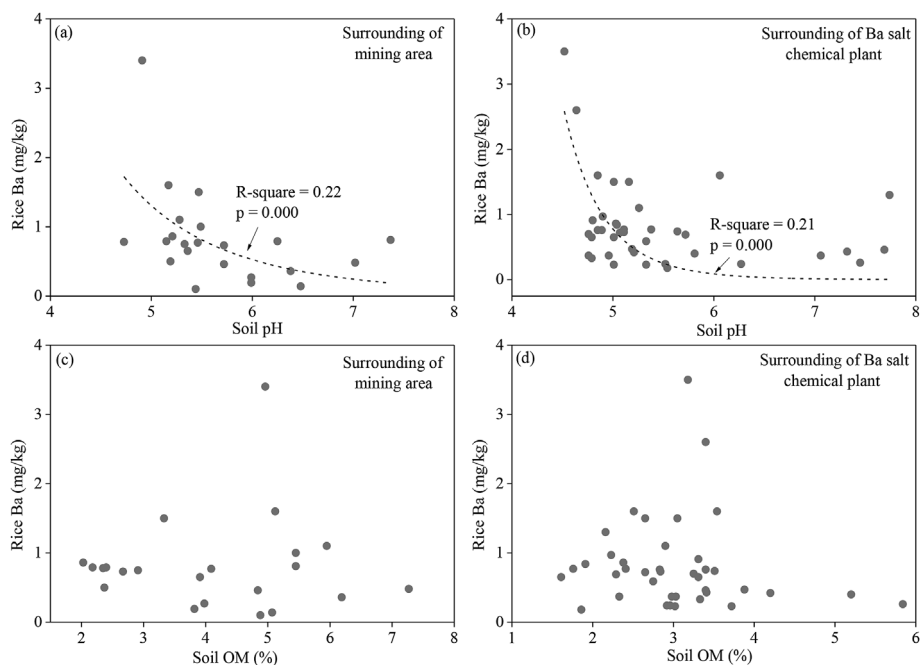 (a)
Surrounding of
mining area
R-square = 0.22
p = 0.000
Rice Ba (mg/kg)
4
3
2
1
0
4
5
6
7
8
Soil pH
(b)
Surrounding of Ba salt
chemical plant
R-square = 0.21
p = 0.000
Rice Ba (mg/kg)
4
3
2
1
0
4
5
6
7
8
Soil pH
(c)
Surrounding of
mining area
Rice Ba (mg/kg)
4
3
2
1
0
2
3
4
5
6
7
8
Soil OM (%)
(d)
Surrounding of Ba salt
chemical plant
Rice Ba (mg/kg)
4
3
2
1
0
1
2
3
4
5
6
Soil OM (%)